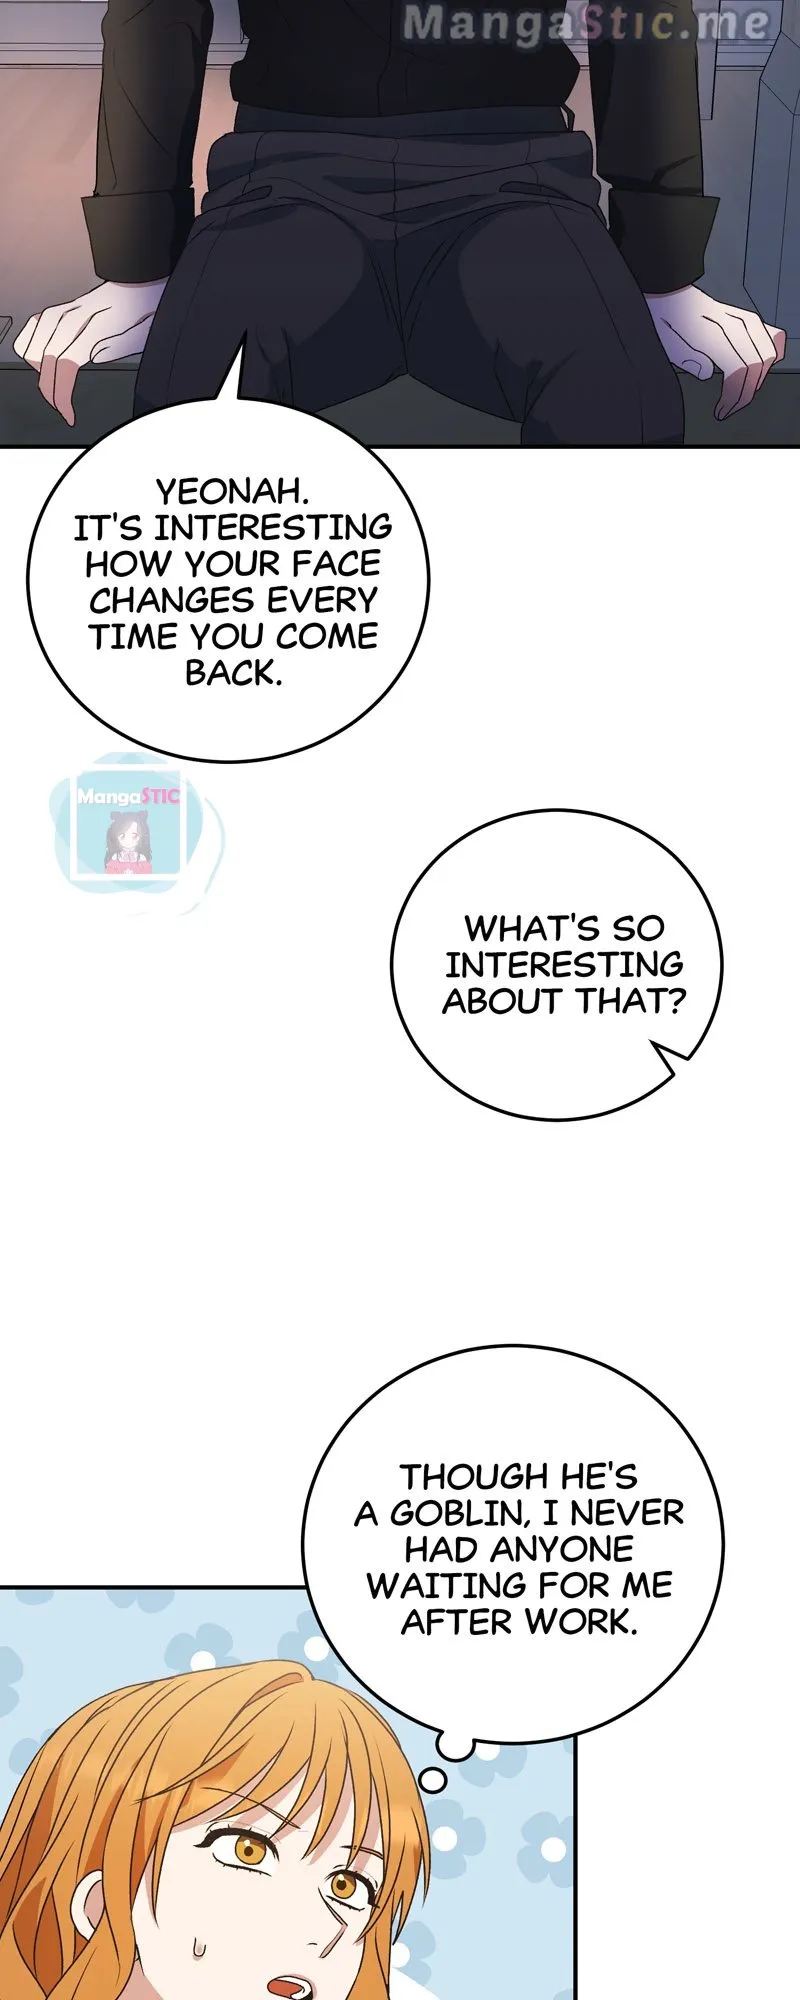 MangaStic.me
YEONAH.
IT'S INTERESTING
HOW YOUR FACE
CHANGES EVERY
TIME YOU COME
BACK.
MangaSTIC
WHAT'S SO
INTERESTING
ABOUT THAT?
THOUGH HE'S
A GOBLIN, I NEVER
HAD ANYONE
WAITING FOR ME
AFTER WORK.